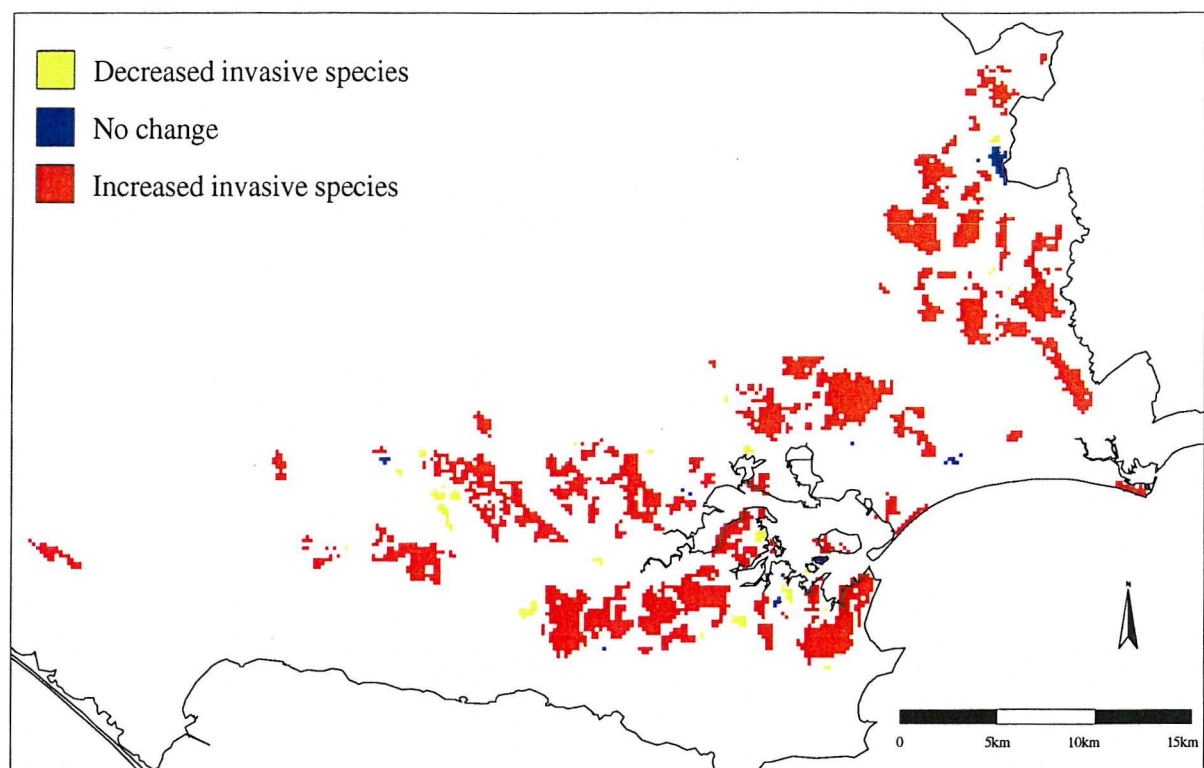 Decreased invasive species
No change
Increased invasive species
N
0 5km 10km 15km